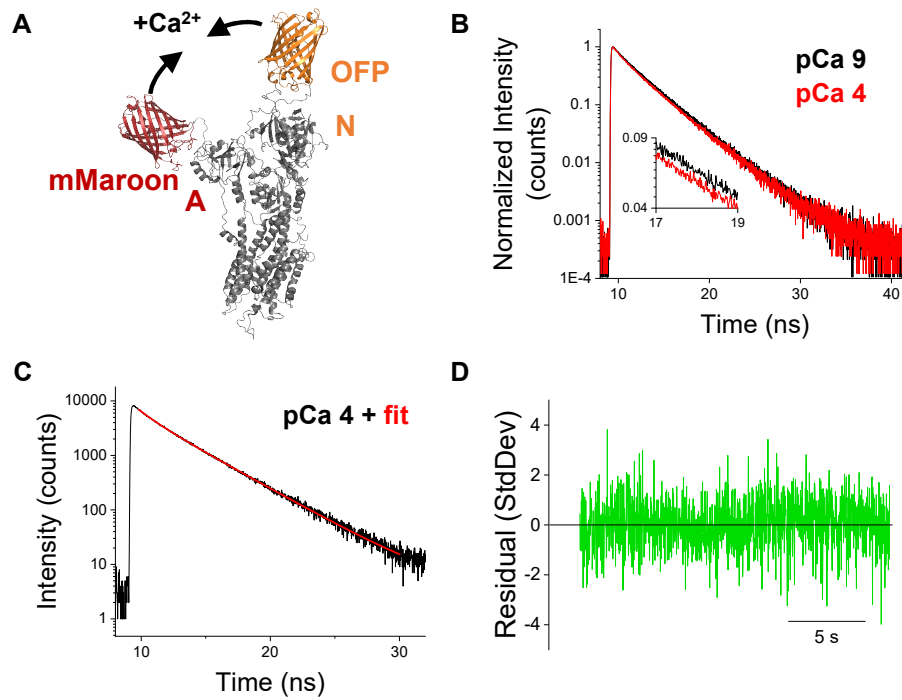 A
+Ca²⁺
OFP
N
mMaroon
A
B
Normalized Intensity
(counts)
1
0.1
0.01
0.001
1E-4
pCa 9
pCa 4
0.09
0.04
17
19
10
20
30
40
Time (ns)
C
Intensity (counts)
10000
1000
100
10
1
pCa 4 + fit
10
20
30
Time (ns)
D
Residual (StdDev)
4
2
0
-2
-4
5 s